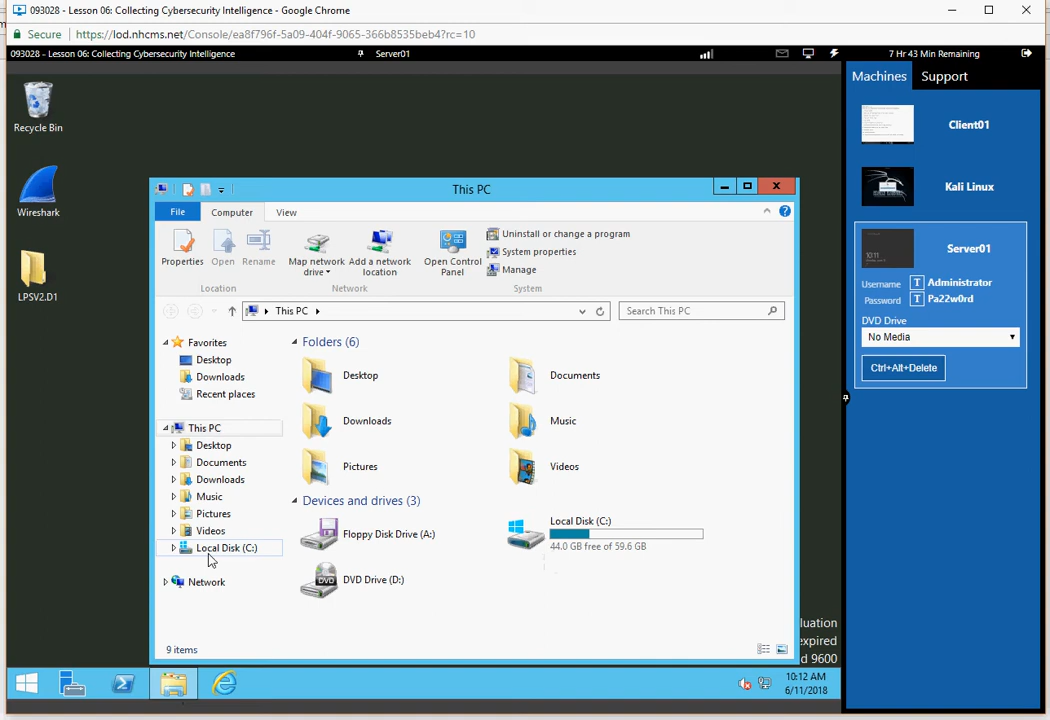 093028 - Lesson 06: Collecting Cybersecurity Intelligence - Google Chrome
Secure https://lod.nhcms.net/Console/ea8f796f-5a09-404f-9065-366b8535beb4?rc=10
093028 - Lesson 06: Collecting Cybersecurity Intelligence Server01 7 Hr 43 Min Remaining
Machines Support
Recycle Bin
Wireshark
LPSV2.D1
This PC
File Computer View
Properties Open Rename Map network drive Add a network location Open Control Panel
Uninstall or change a program
System properties
Manage
Location Network System
This PC Search This PC
Favorites
Desktop
Downloads
Recent places
This PC
Desktop
Documents
Downloads
Music
Pictures
Videos
Local Disk (C:)
Network
Folders (6)
Desktop Documents
Downloads Music
Pictures Videos
Devices and drives (3)
Floppy Disk Drive (A:)
Local Disk (C:)
44.0 GB free of 59.6 GB
DVD Drive (D:)
9 items
uation
expired
d 9600
10:12 AM
6/11/2018
Client01
Kali Linux
Server01
10:11
Username T Administrator
Password T Pa22w0rd
DVD Drive
No Media
Ctrl+Alt+Delete